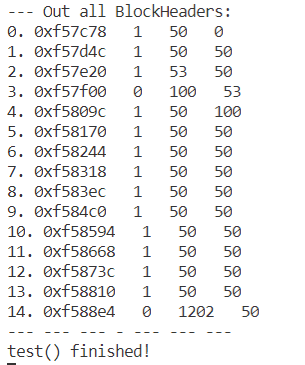 --- Out all BlockHeaders:
0. 0xf57c78   1   50   0
1. 0xf57d4c   1   50   50
2. 0xf57e20   1   53   50
3. 0xf57f00   0   100   53
4. 0xf5809c   1   50   100
5. 0xf58170   1   50   50
6. 0xf58244   1   50   50
7. 0xf58318   1   50   50
8. 0xf583ec   1   50   50
9. 0xf584c0   1   50   50
10. 0xf58594   1   50   50
11. 0xf58668   1   50   50
12. 0xf5873c   1   50   50
13. 0xf58810   1   50   50
14. 0xf588e4   0   1202   50
--- --- --- - --- --- ---
test() finished!